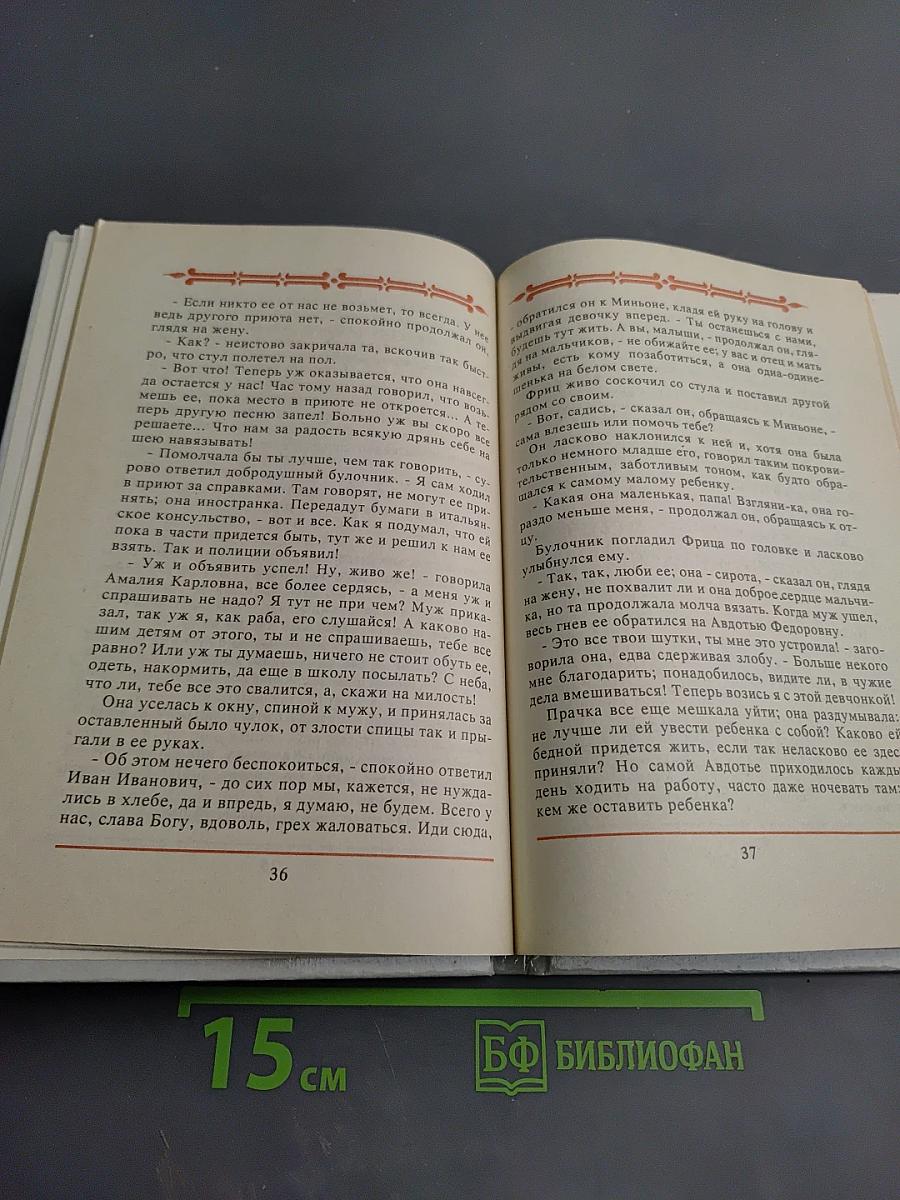 - Если никто ее от нас не возьмет, то всегда. У нее
ведь другого приюта нет, - спокойно продолжал он,
глядя на жену.
- Как? - неистово закричала та, вскочив так быст-
ро, что стул полетел на пол.
- Вот что! Теперь уж оказывается, что она навсег-
да остается у нас! Час тому назад говорил, что возь-
мешь ее, пока место в приюте не откроется... А те-
перь другую песню запел! Больно уж вы скоро все
решаете... Что нам за радость всякую дрянь себе на
шею навязывать!
- Помолчала бы ты лучше, чем так говорить, - су-
рово ответил добродушный булочник. - Я сам ходил
в приют за справками. Там говорят, не могут ее при-
нять; она иностранка. Передадут бумаги в итальян-
ское консульство, - вот и все. Как я подумал, что ей
пока в части придется быть, тут же и решил к нам ее
взять. Так и полиции объявил!
- Уж и объявить успел! Ну, живо же! - говорила
Амалия Карловна, все более сердясь, - а меня уж и
спрашивать не надо? Я тут не при чем? Муж прика-
зал, так уж я, как раба, его слушайся! А каково на-
шим детям от этого, ты и не спрашиваешь, тебе все
равно? Или уж ты думаешь, ничего не стоит обуть ее,
одеть, накормить, да еще в школу посылать? С неба,
что ли, тебе все это свалится, а, скажи на милость!
Она уселась к окну, спиной к мужу, и принялась за
оставленный было чулок, от злости спицы так и пры-
гали в ее руках.
- Об этом нечего беспокоиться, - спокойно ответил
Иван Иванович, - до сих пор мы, кажется, не нужда-
лись в хлебе, да и впредь, я думаю, не будем. Всего у
нас, слава Богу, вдоволь, грех жаловаться. Иди сюда,
36
- обратился он к Миньоне, кладя ей руку на голову и
выдвигая девочку вперед. - Ты останешься с нами,
будешь тут жить. А вы, малыши, - продолжал он, гля-
дя на мальчиков, - не обижайте ее; у вас и отец и мать
живы, есть кому позаботиться, а она одна-одине-
шенька на белом свете.
Фриц живо соскочил со стула и поставил другой
рядом со своим.
- Вот, садись, - сказал он, обращаясь к Миньоне, -
сама влезешь или помочь тебе?
Он ласково наклонился к ней и, хотя она была
только немного младше его, говорил таким покрови-
тельственным, заботливым тоном, как будто обра-
щался к самому малому ребенку.
- Какая она маленькая, папа! Взгляни-ка, она го-
раздо меньше меня, - продолжал он, обращаясь к от-
цу.
Булочник погладил Фрица по головке и ласково
улыбнулся ему.
- Так, так, люби ее; она - сирота, - сказал он, глядя
на жену, не похвалит ли и она доброе сердце мальчи-
ка, но та продолжала молча вязать. Когда муж ушел,
весь гнев ее обратился на Авдотью Федоровну.
- Это все твои шутки, ты мне это устроила! - заго-
ворила она, едва сдерживая злобу. - Больше некого
мне благодарить; понадобилось, видите ли, в чужие
дела вмешиваться! Теперь возись я с этой девчонкой!
Прачка все еще мешкала уйти; она раздумывала:
не лучше ли ей увести ребенка с собой? Каково ей
бедной придется жить, если так неласково ее здес
приняли? Но самой Авдотье приходилось кажды
день ходить на работу, часто даже ночевать там:
кем же оставить ребенка?
37
15 см
БФ БИБЛИОФАН